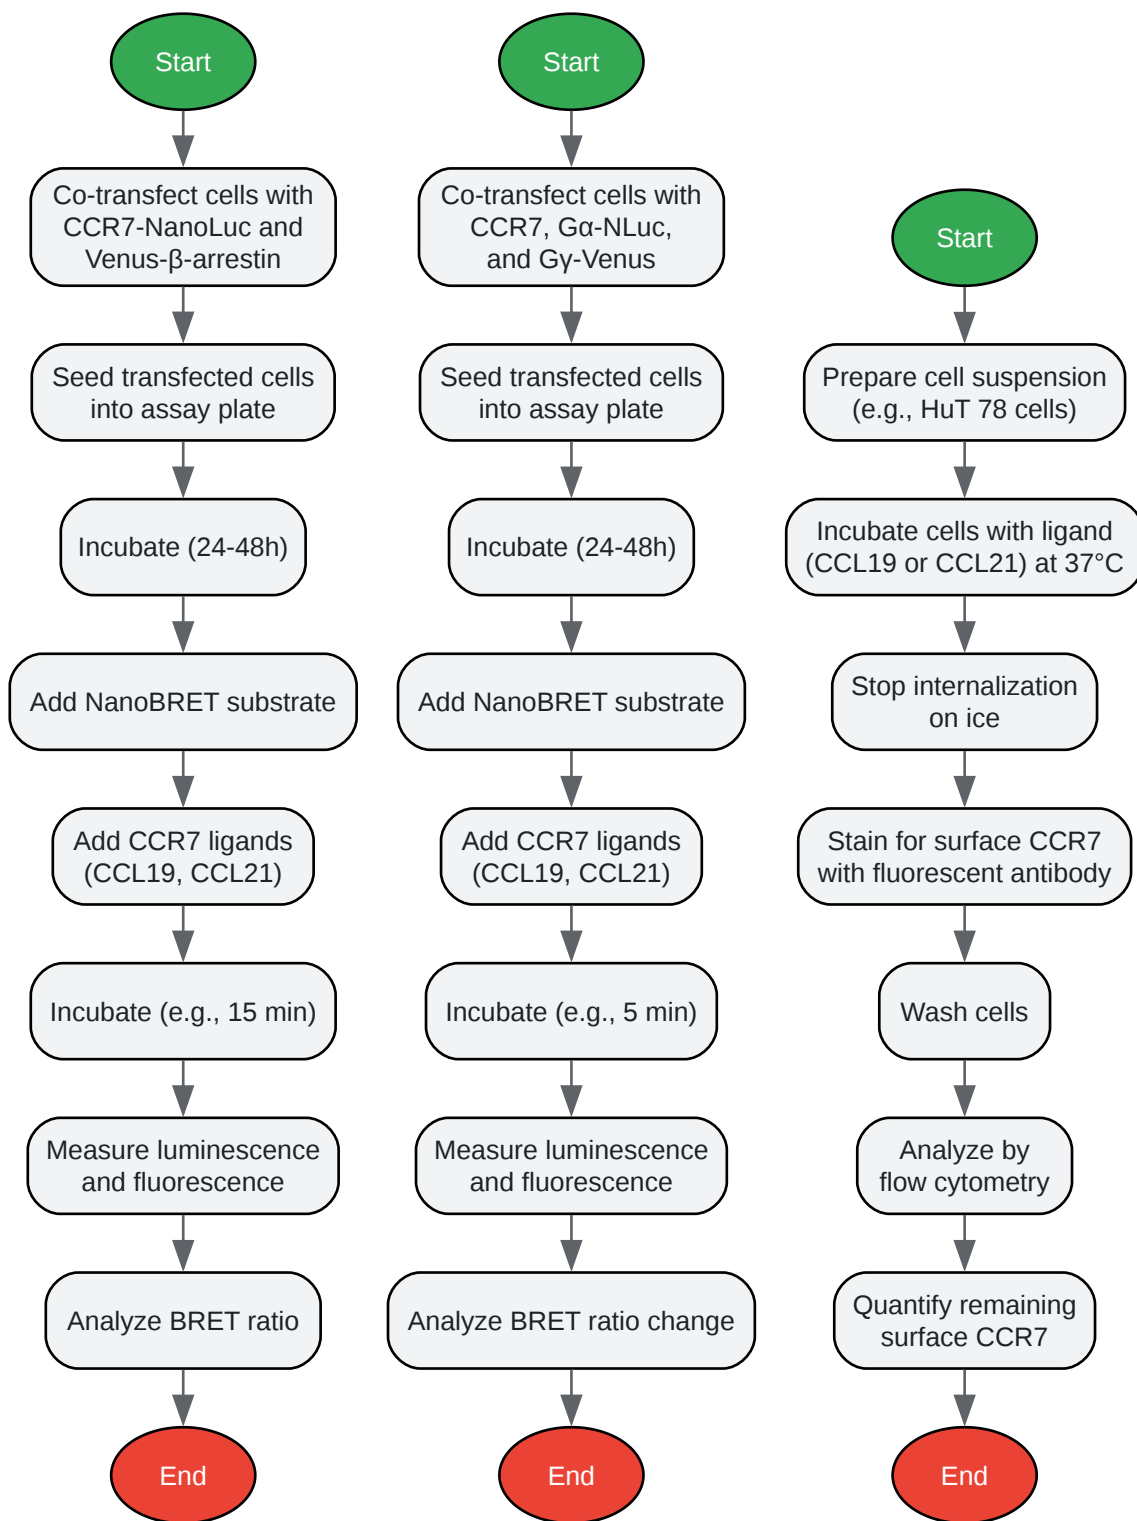 Start
Co-transfect cells with
CCR7-NanoLuc and
Venus-β-arrestin
Seed transfected cells
into assay plate
Incubate (24-48h)
Add NanoBRET substrate
Add CCR7 ligands
(CCL19, CCL21)
Incubate (e.g., 15 min)
Measure luminescence
and fluorescence
Analyze BRET ratio
End
Start
Co-transfect cells with
CCR7, Gα-NLuc,
and Gγ-Venus
Seed transfected cells
into assay plate
Incubate (24-48h)
Add NanoBRET substrate
Add CCR7 ligands
(CCL19, CCL21)
Incubate (e.g., 5 min)
Measure luminescence
and fluorescence
Analyze BRET ratio change
End
Start
Prepare cell suspension
(e.g., HuT 78 cells)
Incubate cells with ligand
(CCL19 or CCL21) at 37°C
Stop internalization
on ice
Stain for surface CCR7
with fluorescent antibody
Wash cells
Analyze by
flow cytometry
Quantify remaining
surface CCR7
End